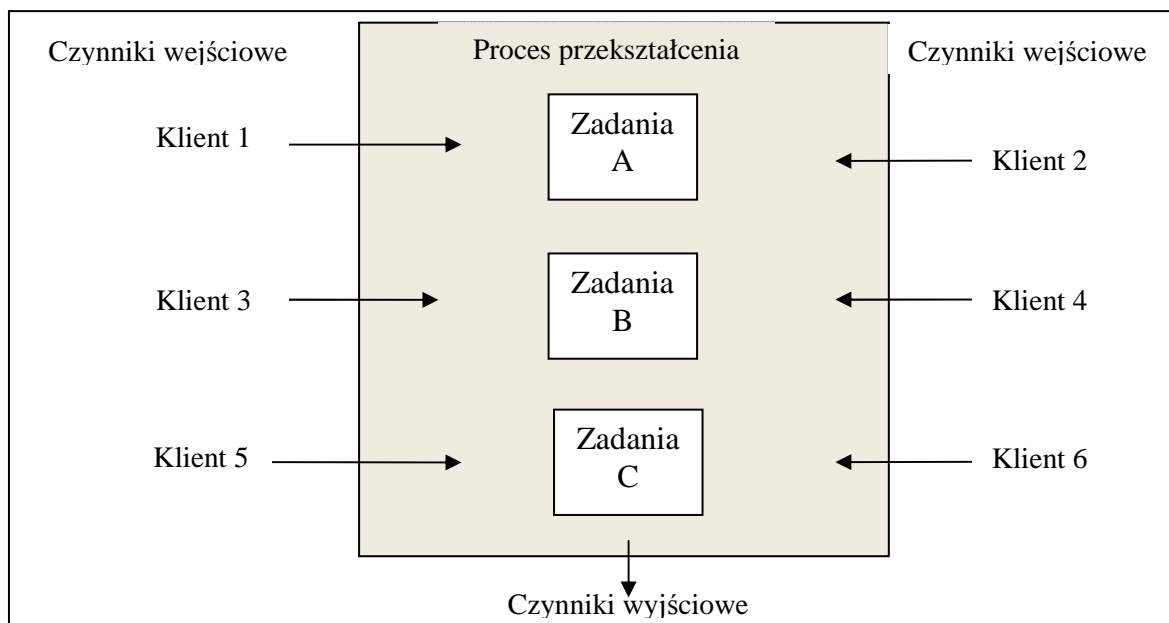 Czynniki wejściowe
Proces przekształcenia
Czynniki wejściowe
Klient 1
Zadania
A
Klient 2
Klient 3
Zadania
B
Klient 4
Klient 5
Zadania
C
Klient 6
Czynniki wyjściowe